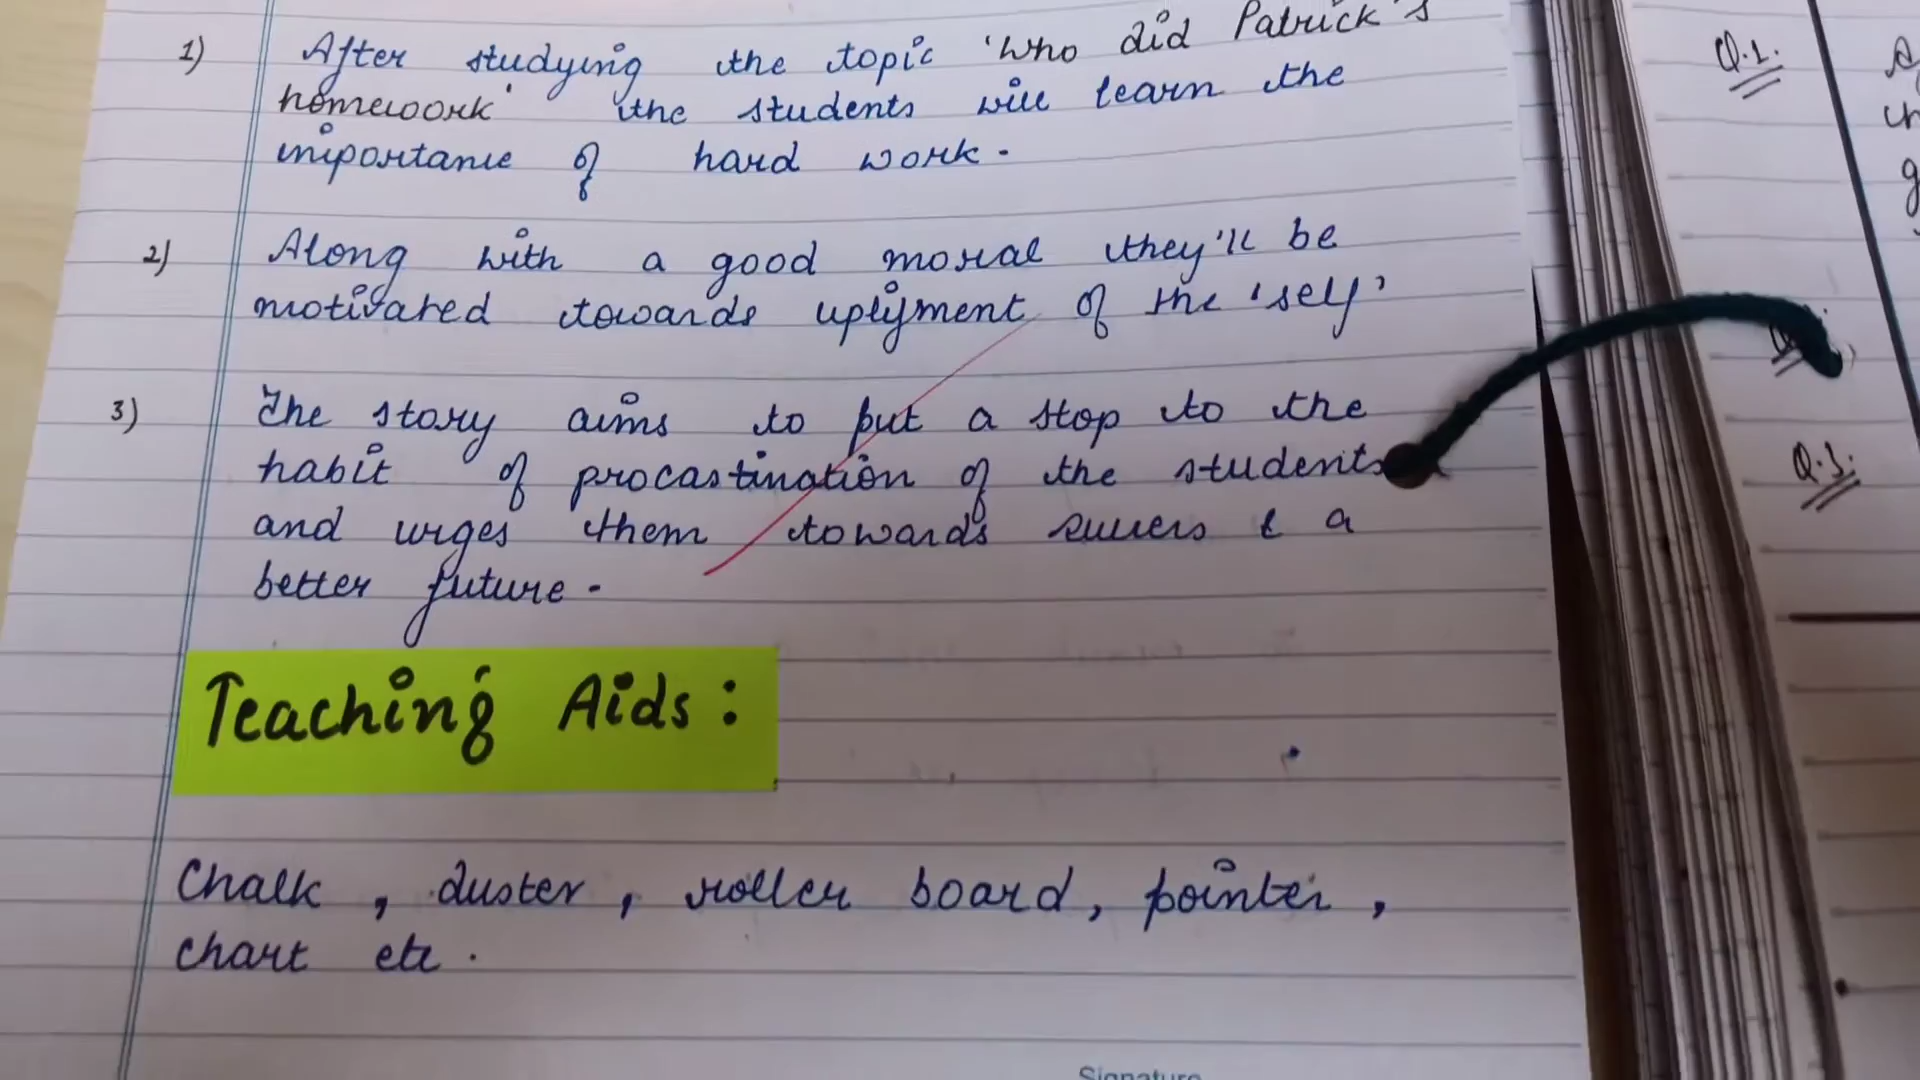 1) After studying the topic 'Who did Patrick's
homework' the students will learn the
importance of hard work.
2) Along with a good moral they'll be
motivated towards uplifment of the 'self'
3) The story aims to put a stop to the
habit of procastination of the students
and urges them towards success & a
better future.
Teaching Aids:
Chalk, duster, roller board, pointer,
chart etc.
Signature
Q.1.
Q.3.